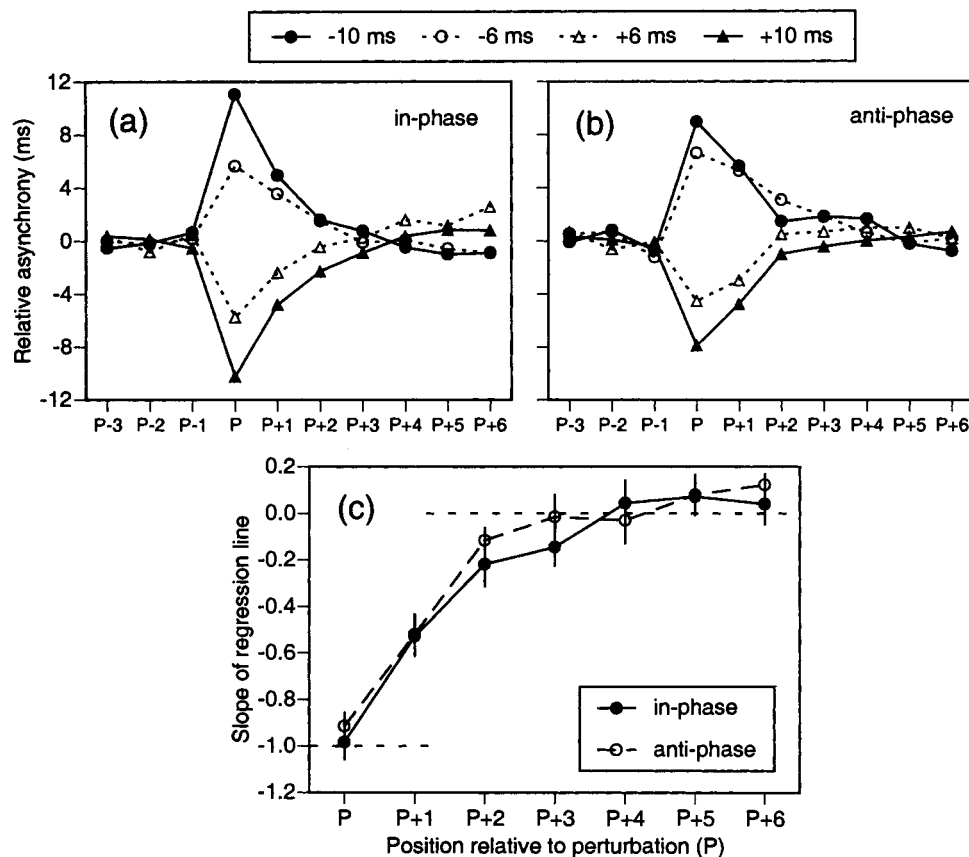 -10 ms -6 ms +6 ms +10 ms
(a) in-phase
(b) anti-phase
Relative asynchrony (ms)
12
8
4
0
-4
-8
-12
P-3 P-2 P-1 P P+1 P+2 P+3 P+4 P+5 P+6
P-3 P-2 P-1 P P+1 P+2 P+3 P+4 P+5 P+6
(c)
Slope of regression line
0.2
0.0
-0.2
-0.4
-0.6
-0.8
-1.0
-1.2
in-phase
anti-phase
P P+1 P+2 P+3 P+4 P+5 P+6
Position relative to perturbation (P)